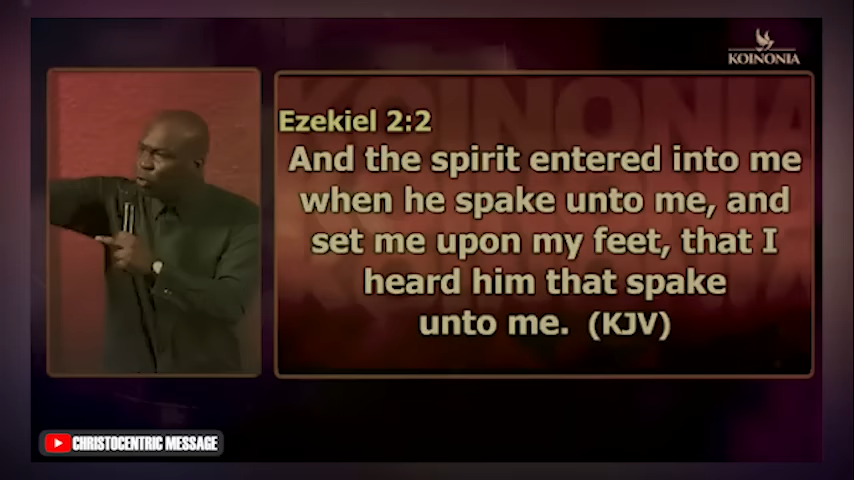 KOINONIA
Ezekiel 2:2
And the spirit entered into me
when he spake unto me, and
set me upon my feet, that I
heard him that spake
unto me. (KJV)
CHRISTOCENTRIC MESSAGE